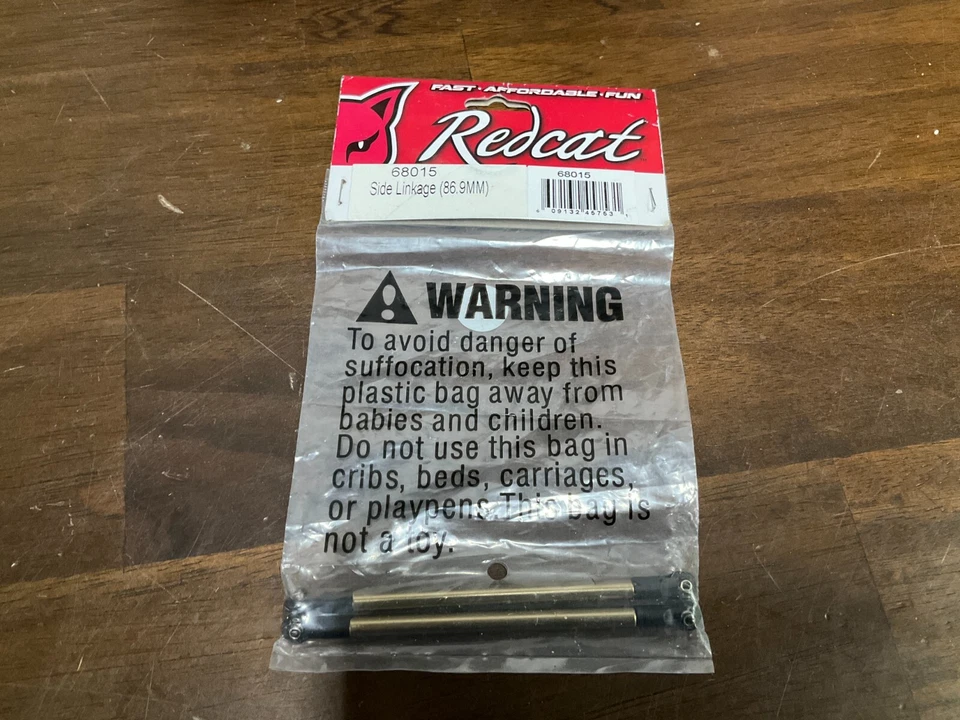 FAST · AFFORDABLE · FUN
Redcat
68015
Side Linkage (86.9MM)
68015
WARNING
To avoid danger of
suffocation, keep this
plastic bag away from
babies and children.
Do not use this bag in
cribs, beds, carriages,
or playpens. This bag is
not a toy.